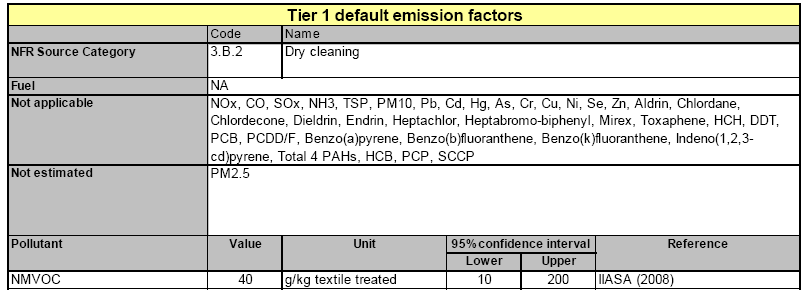 Tier 1 default emission factors
Code Name
NFR Source Category 3.B.2 Dry cleaning
Fuel NA
Not applicable NOx, CO, SOx, NH3, TSP, PM10, Pb, Cd, Hg, As, Cr, Cu, Ni, Se, Zn, Aldrin, Chlordane,
Chlordecone, Dieldrin, Endrin, Heptachlor, Heptabromo-biphenyl, Mirex, Toxaphene, HCH, DDT,
PCB, PCDD/F, Benzo(a)pyrene, Benzo(b)fluoranthene, Benzo(k)fluoranthene, Indeno(1,2,3-
cd)pyrene, Total 4 PAHs, HCB, PCP, SCCP
Not estimated PM2.5
Pollutant Value Unit 95% confidence interval Reference
Lower Upper
NMVOC 40 g/kg textile treated 10 200 IIASA (2008)